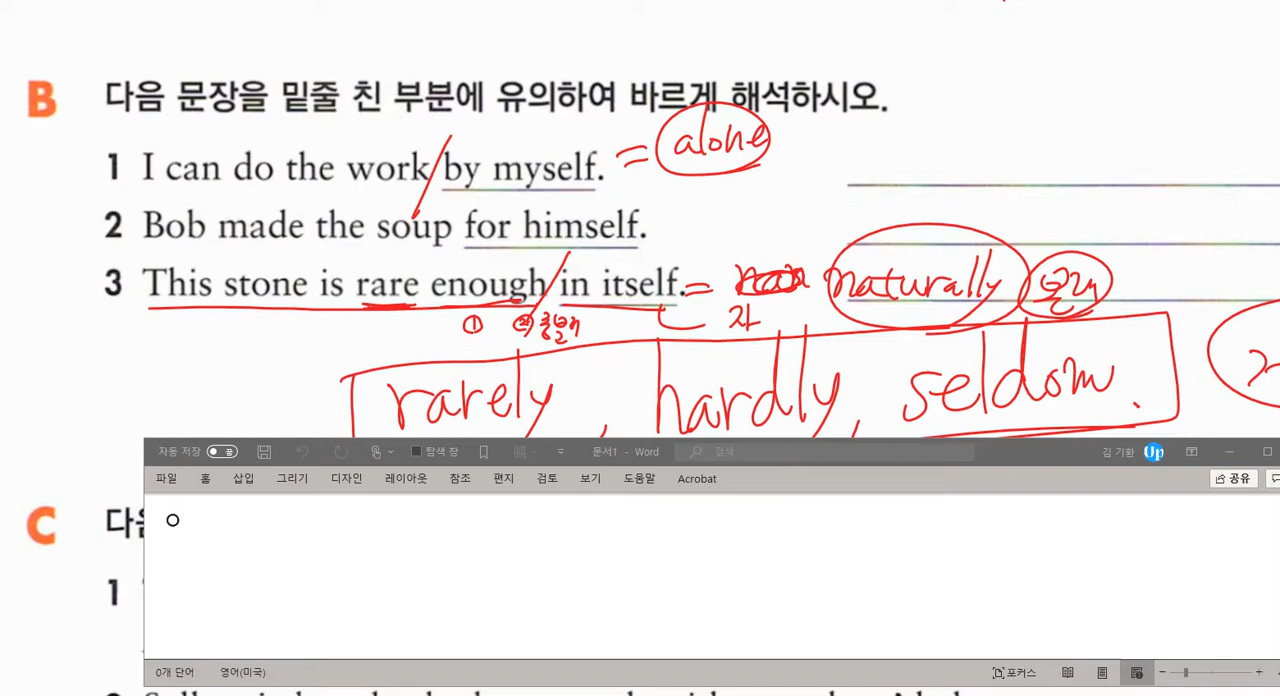 B 다음 문장을 밑줄 친 부분에 유의하여 바르게 해석하시오.
1 I can do the work by myself. = alone
2 Bob made the soup for himself.
3 This stone is rare enough in itself. = naturally 본래
① ② 충분히 자
rarely, hardly, seldom.
자동 저장 끔 탐색 창 문서1 - Word 검색 김 기환 Up
파일 홈 삽입 그리기 디자인 레이아웃 참조 편지 검토 보기 도움말 Acrobat 공유
C
1
0개 단어 영어(미국) 포커스